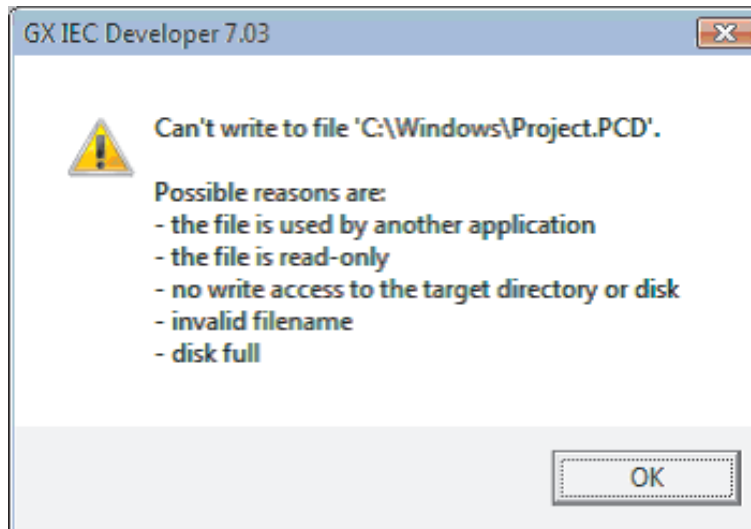 GX IEC Developer 7.03
Can't write to file 'C:\Windows\Project.PCD'.
Possible reasons are:
- the file is used by another application
- the file is read-only
- no write access to the target directory or disk
- invalid filename
- disk full
OK